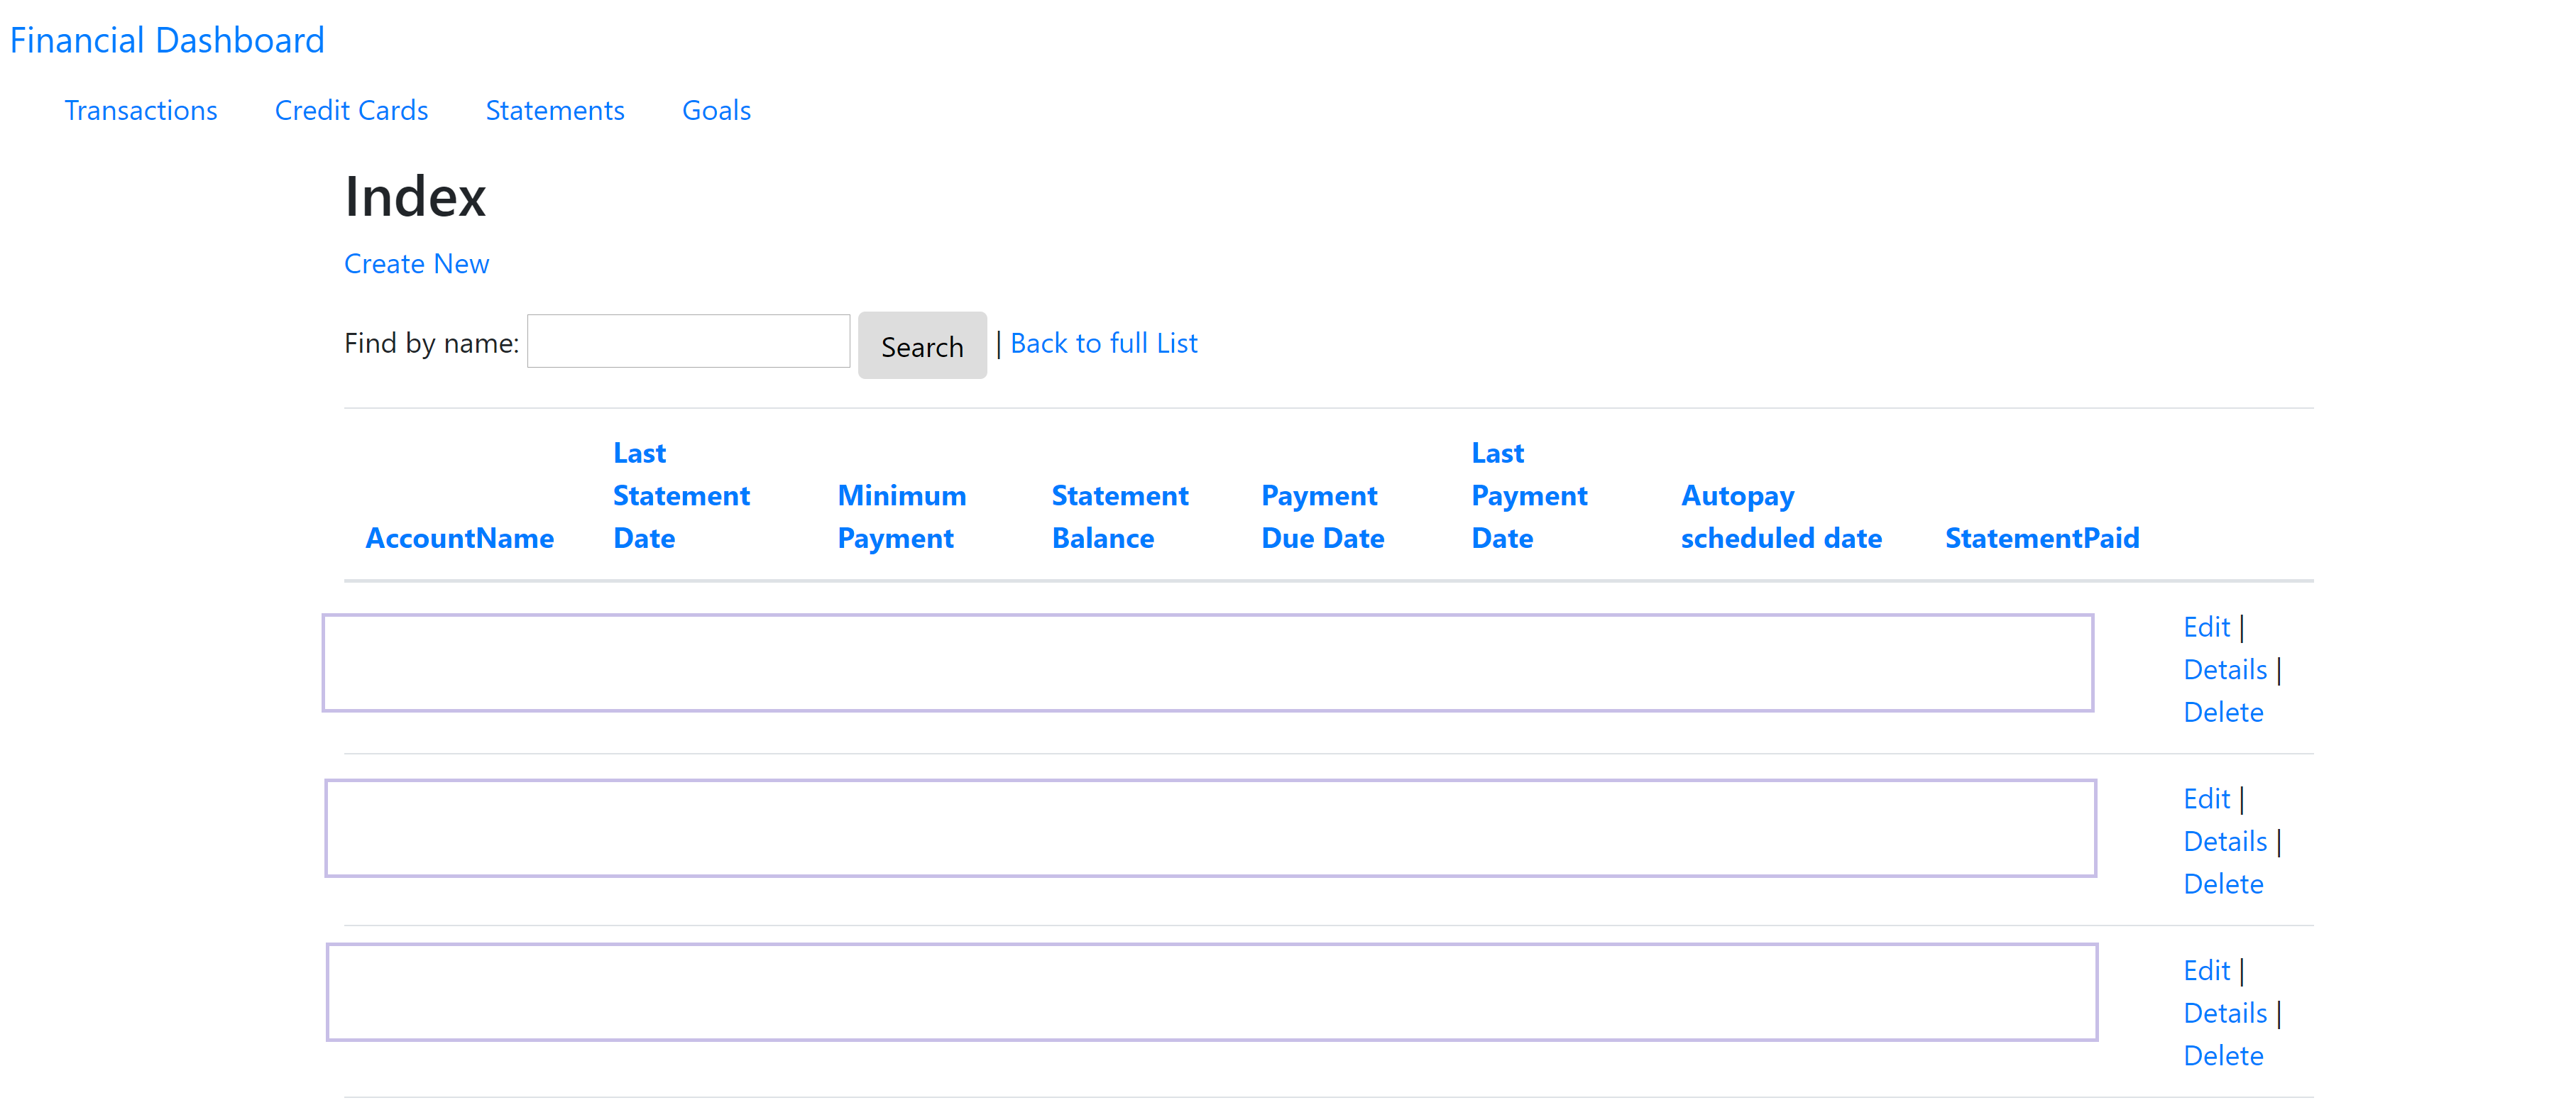 Financial Dashboard
Transactions Credit Cards Statements Goals
Index
Create New
Find by name: Search | Back to full List
AccountName Last Statement Date Minimum Payment Statement Balance Payment Due Date Last Payment Date Autopay scheduled date StatementPaid
Edit |
Details |
Delete
Edit |
Details |
Delete
Edit |
Details |
Delete